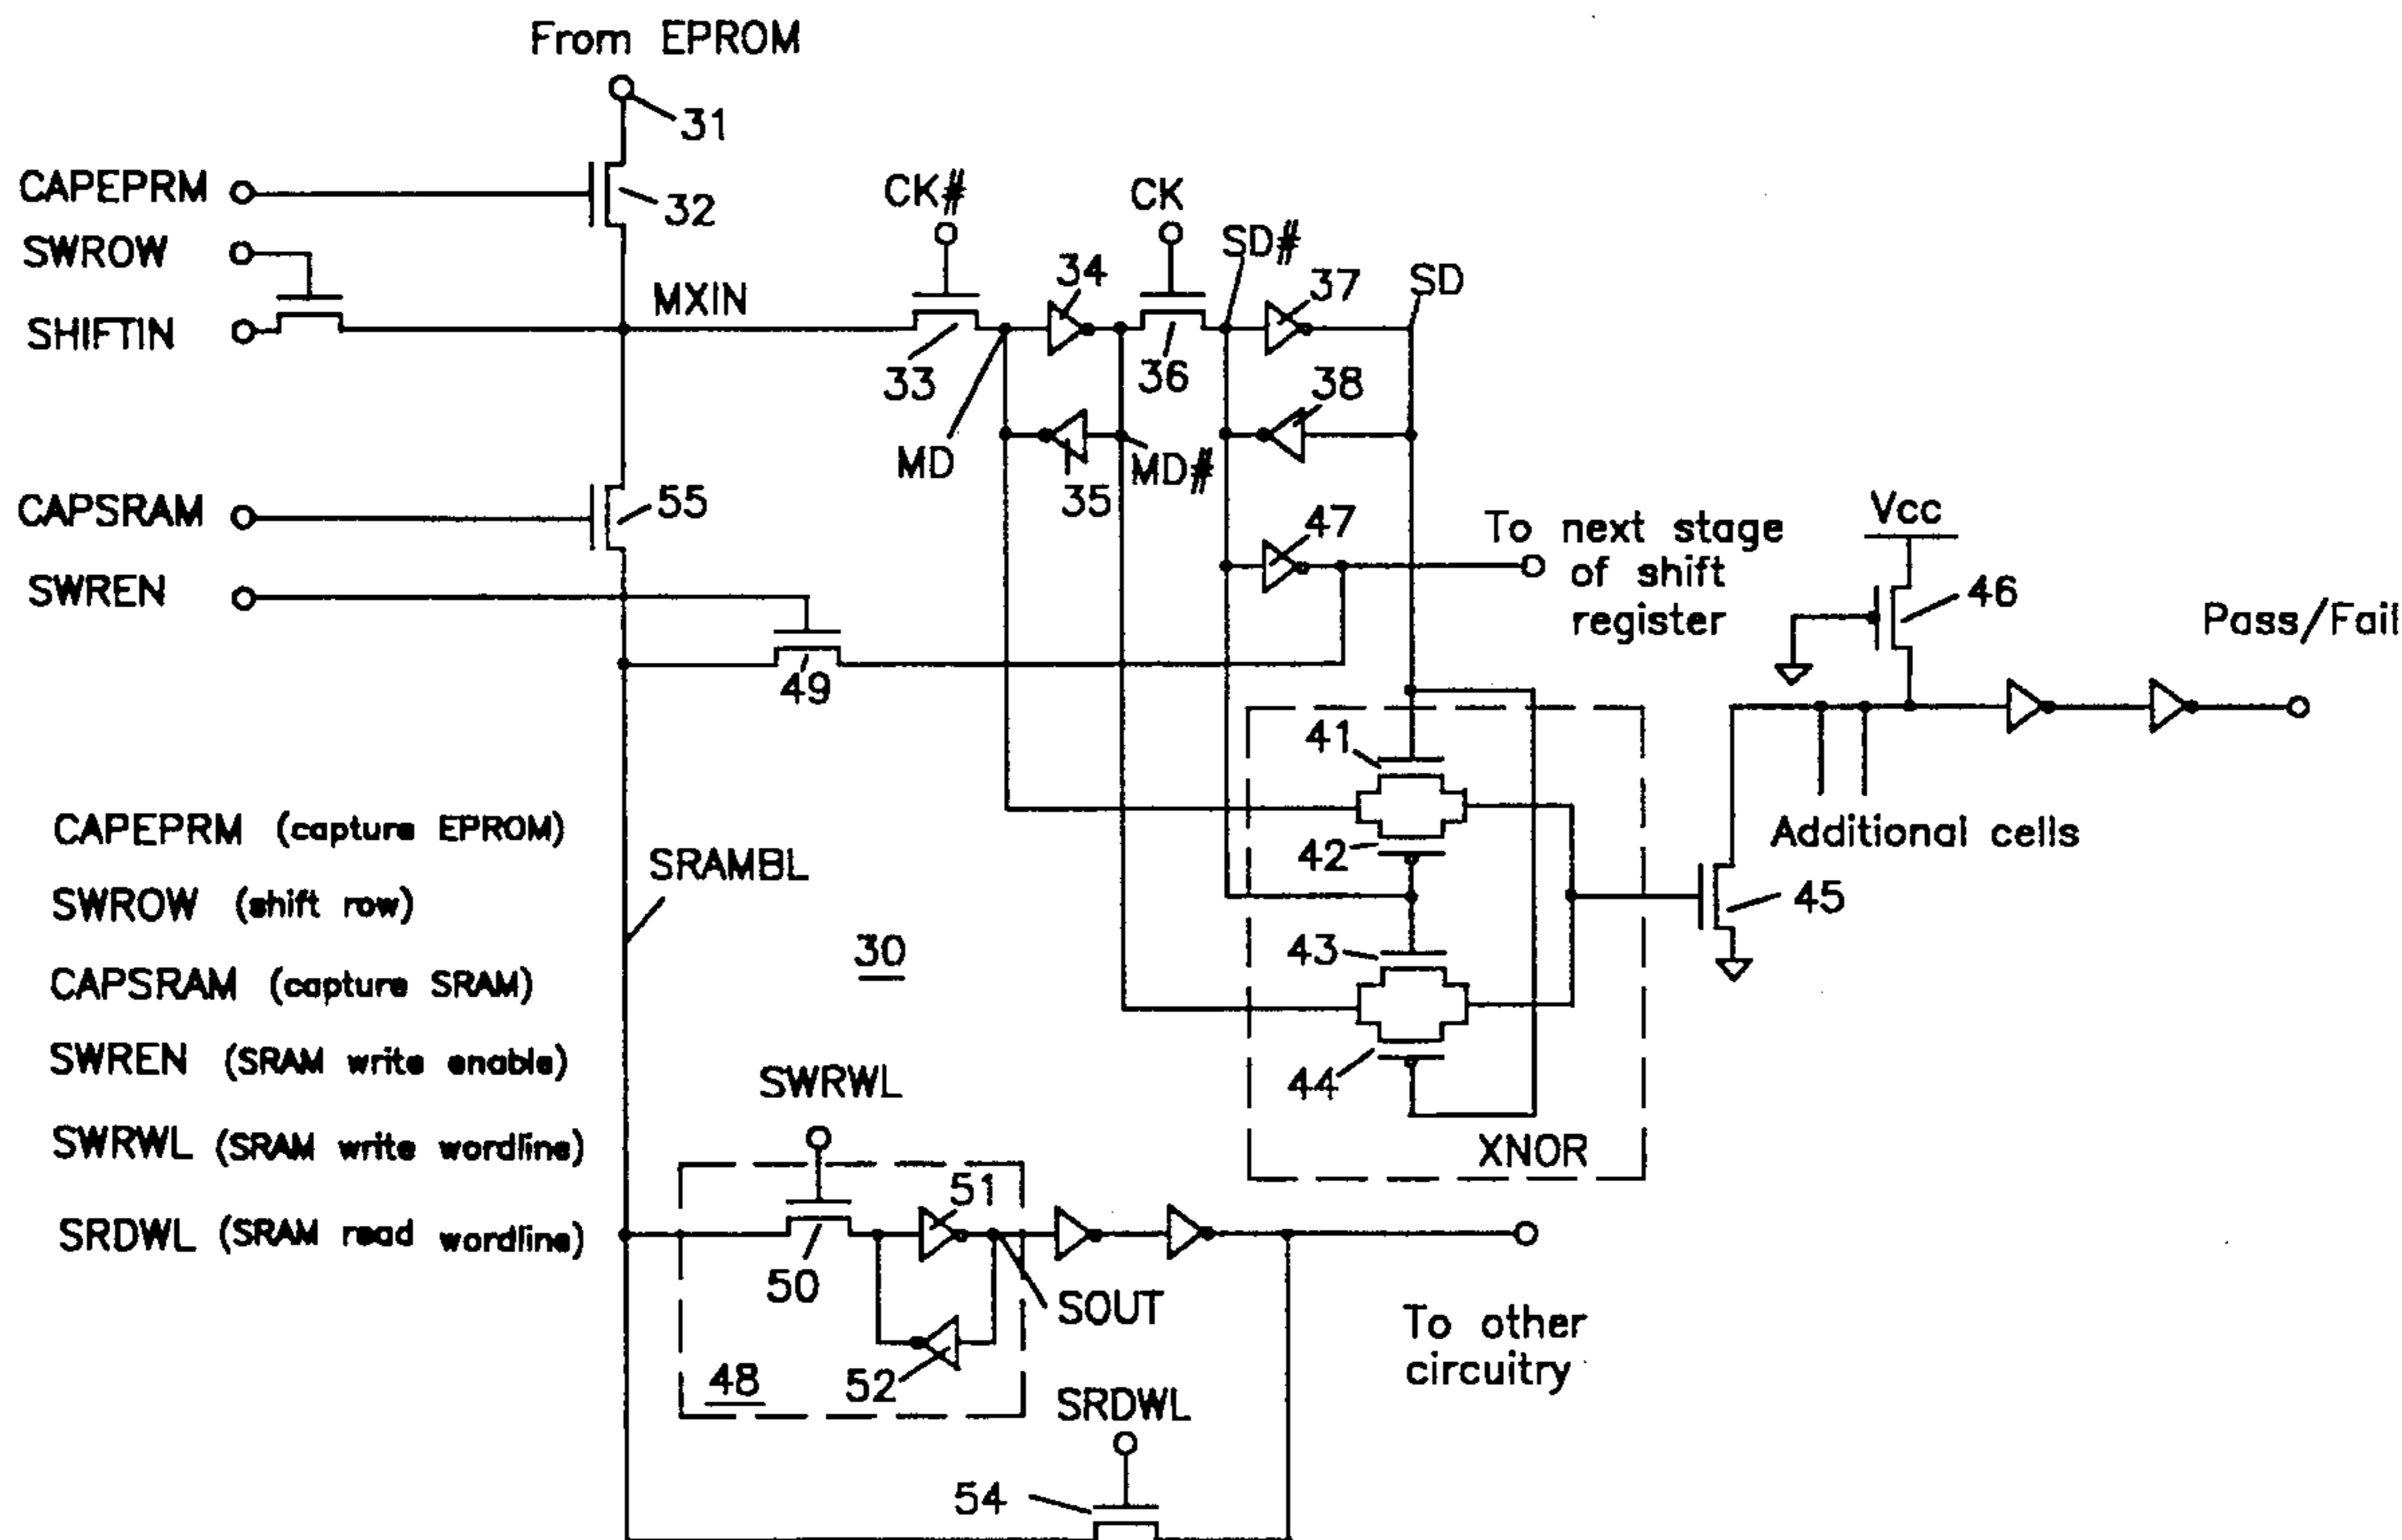 From EPROM
31
CAPEPRM
32
SWROW
SHIFTIN
MXIN
CK#
CK
SD#
SD
34
37
33
36
38
MD
MD#
35
CAPSRAM
55
SWREN
47
To next stage
of shift
register
49
Vcc
46
Pass/Fail
41
42
43
44
XNOR
Additional cells
45
CAPEPRM (capture EPROM)
SWROW (shift row)
CAPSRAM (capture SRAM)
SWREN (SRAM write enable)
SWRWL (SRAM write wordline)
SRDWL (SRAM read wordline)
SRAMBL
30
SWRWL
51
50
SOUT
52
48
To other
circuitry
SRDWL
54